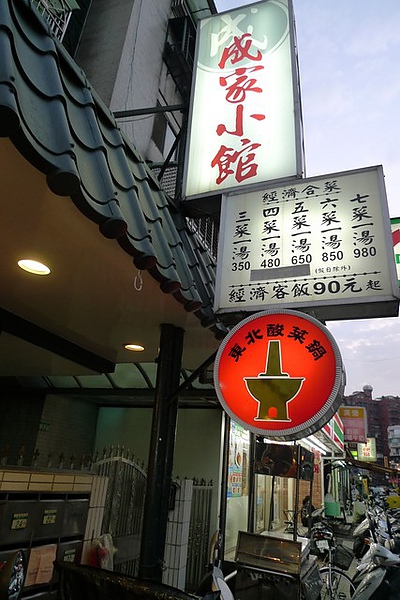 成家小館
經濟合菜
三菜一湯 350
四菜一湯 480
五菜一湯 650
六菜一湯 850
七菜一湯 980
(假日除外)
經濟客飯90元起
東北酸菜鍋